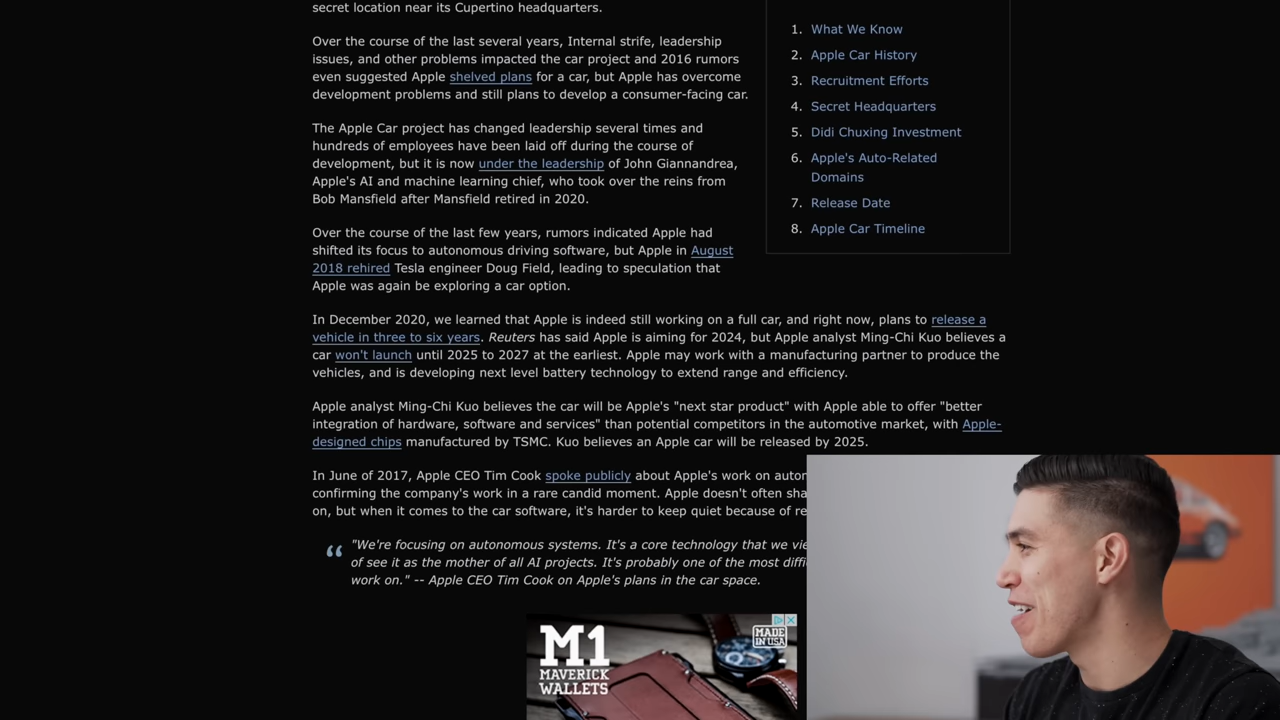 secret location near its Cupertino headquarters.
Over the course of the last several years, Internal strife, leadership
issues, and other problems impacted the car project and 2016 rumors
even suggested Apple shelved plans for a car, but Apple has overcome
development problems and still plans to develop a consumer-facing car.
The Apple Car project has changed leadership several times and
hundreds of employees have been laid off during the course of
development, but it is now under the leadership of John Giannandrea,
Apple's AI and machine learning chief, who took over the reins from
Bob Mansfield after Mansfield retired in 2020.
Over the course of the last few years, rumors indicated Apple had
shifted its focus to autonomous driving software, but Apple in August
2018 rehired Tesla engineer Doug Field, leading to speculation that
Apple was again be exploring a car option.
1. What We Know
2. Apple Car History
3. Recruitment Efforts
4. Secret Headquarters
5. Didi Chuxing Investment
6. Apple's Auto-Related
Domains
7. Release Date
8. Apple Car Timeline
In December 2020, we learned that Apple is indeed still working on a full car, and right now, plans to release a
vehicle in three to six years. Reuters has said Apple is aiming for 2024, but Apple analyst Ming-Chi Kuo believes a
car won't launch until 2025 to 2027 at the earliest. Apple may work with a manufacturing partner to produce the
vehicles, and is developing next level battery technology to extend range and efficiency.
Apple analyst Ming-Chi Kuo believes the car will be Apple's "next star product" with Apple able to offer "better
integration of hardware, software and services" than potential competitors in the automotive market, with Apple-
designed chips manufactured by TSMC. Kuo believes an Apple car will be released by 2025.
In June of 2017, Apple CEO Tim Cook spoke publicly about Apple's work on
confirming the company's work in a rare candid moment. Apple doesn't often
on, but when it comes to the car software, it's harder to keep quiet because of
"We're focusing on autonomous systems. It's a core technology that we
of see it as the mother of all AI projects. It's probably one of the most
work on." -- Apple CEO Tim Cook on Apple's plans in the car space.
M1
MAVERICK
WALLETS
MADE
IN USA